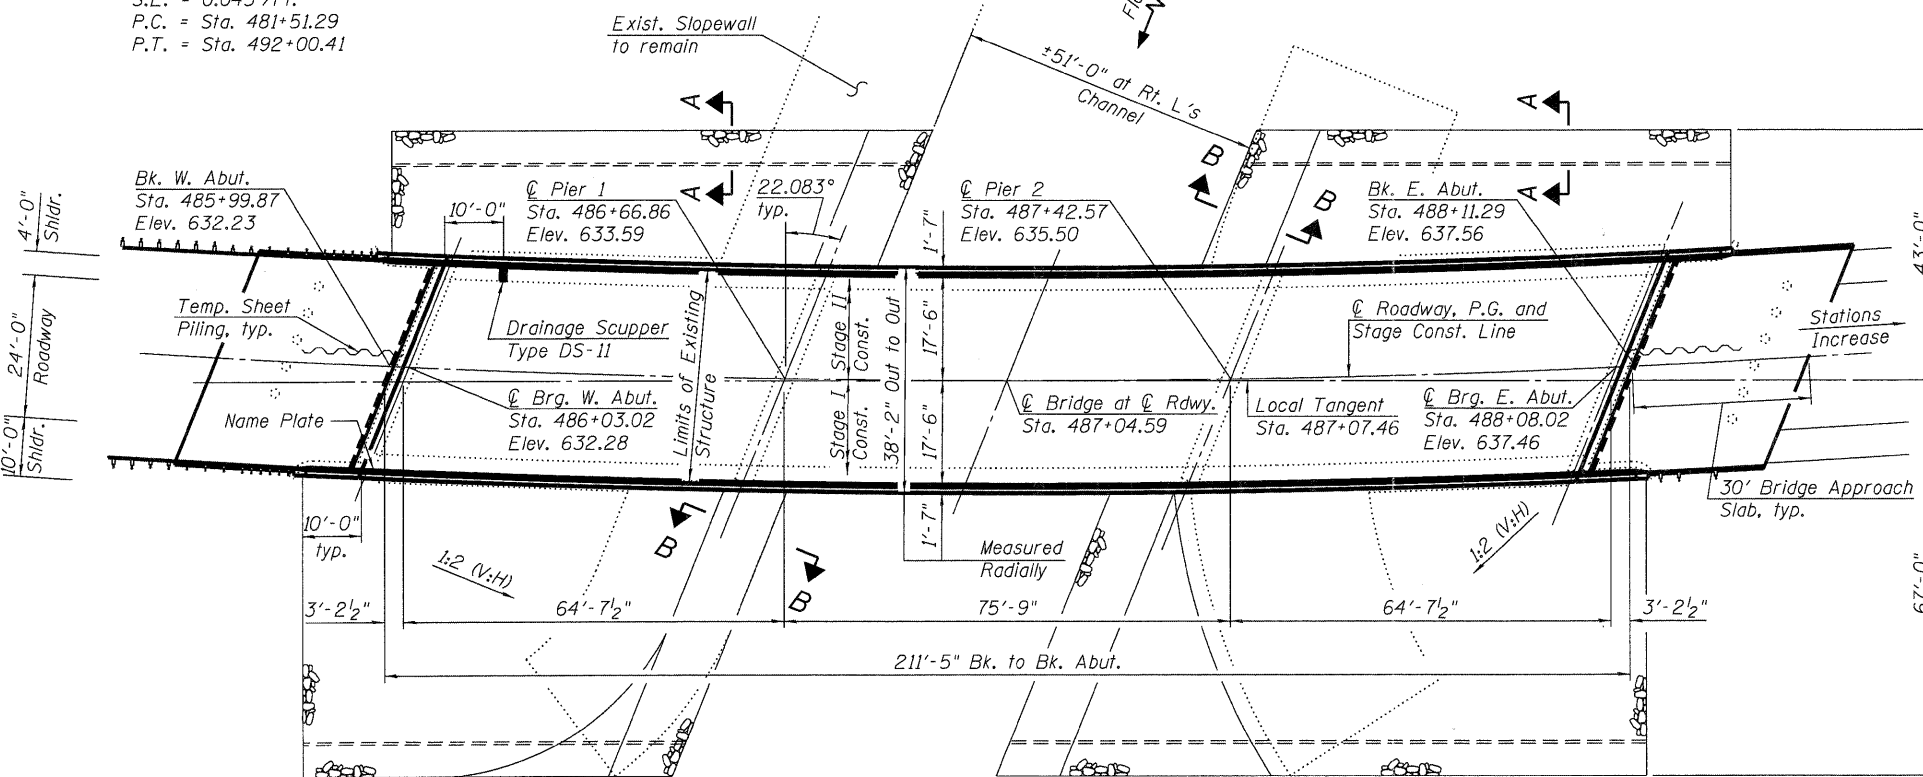 P.C. = Sta. 481+51.29
P.T. = Sta. 492+00.41
Exist. Slopewall
to remain
±51'-0" at Rt. L's
Channel
A
A
A
A
B
B
4'-0"
Shldr.
Bk. W. Abut.
Sta. 485+99.87
Elev. 632.23
10'-0"
℄ Pier 1
Sta. 486+66.86
Elev. 633.59
22.083°
typ.
℄ Pier 2
Sta. 487+42.57
Elev. 635.50
Bk. E. Abut.
Sta. 488+11.29
Elev. 637.56
43'-0"
1'-7"
24'-0"
Roadway
Temp. Sheet
Piling, typ.
Drainage Scupper
Type DS-11
Limits of Existing
Structure
Stage II
Const.
Stage I
Const.
38'-2" Out to Out
17'-6"
17'-6"
℄ Roadway, P.G. and
Stage Const. Line
Stations
Increase
10'-0"
Shldr.
Name Plate
℄ Brg. W. Abut.
Sta. 486+03.02
Elev. 632.28
℄ Bridge at ℄ Rdwy.
Sta. 487+04.59
Local Tangent
Sta. 487+07.46
℄ Brg. E. Abut.
Sta. 488+08.02
Elev. 637.46
30' Bridge Approach
Slab, typ.
10'-0"
typ.
1:2 (V:H)
B
B
1'-7"
Measured
Radially
1:2 (V:H)
67'-0"
3'-2½"
64'-7½"
75'-9"
64'-7½"
3'-2½"
211'-5" Bk. to Bk. Abut.